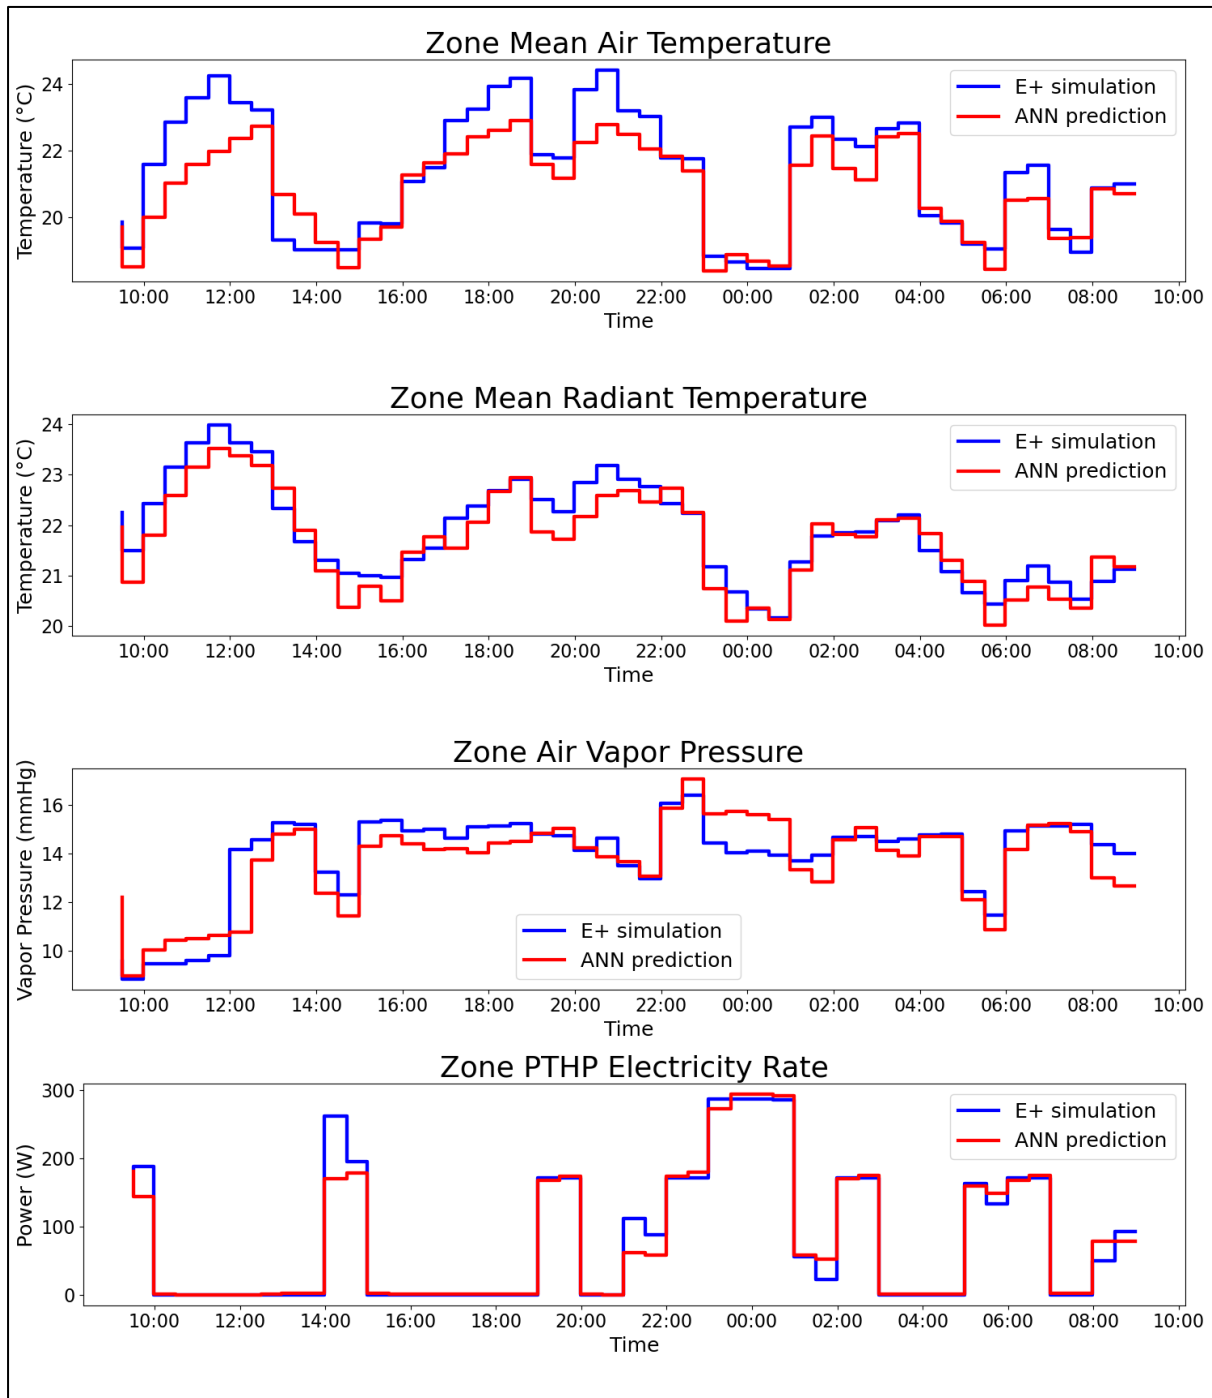 Zone Mean Air Temperature
Temperature (°C)
24
22
20
E+ simulation
ANN prediction
10:00 12:00 14:00 16:00 18:00 20:00 22:00 00:00 02:00 04:00 06:00 08:00 10:00
Time
Zone Mean Radiant Temperature
Temperature (°C)
24
23
22
21
20
E+ simulation
ANN prediction
10:00 12:00 14:00 16:00 18:00 20:00 22:00 00:00 02:00 04:00 06:00 08:00 10:00
Time
Zone Air Vapor Pressure
Vapor Pressure (mmHg)
16
14
12
10
E+ simulation
ANN prediction
10:00 12:00 14:00 16:00 18:00 20:00 22:00 00:00 02:00 04:00 06:00 08:00 10:00
Time
Zone PTHP Electricity Rate
Power (W)
300
200
100
0
E+ simulation
ANN prediction
10:00 12:00 14:00 16:00 18:00 20:00 22:00 00:00 02:00 04:00 06:00 08:00 10:00
Time